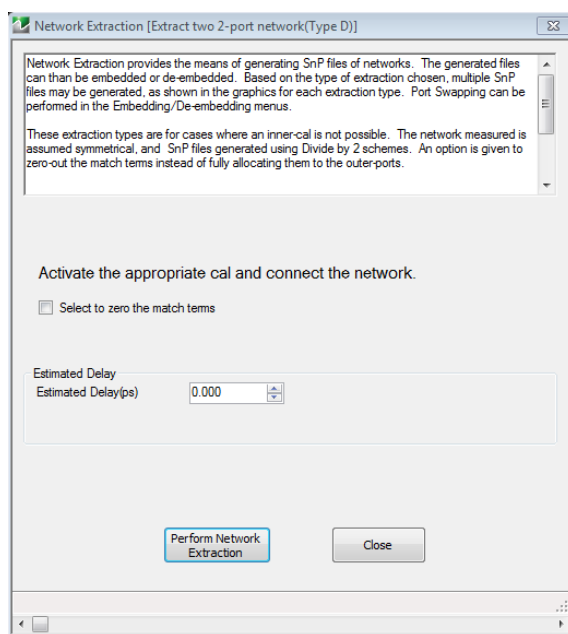 Network Extraction [Extract two 2-port network(Type D)]
Network Extraction provides the means of generating SnP files of networks.  The generated files
can than be embedded or de-embedded.  Based on the type of extraction chosen, multiple SnP
files may be generated, as shown in the graphics for each extraction type.  Port Swapping can be
performed in the Embedding/De-embedding menus.
These extraction types are for cases where an inner-cal is not possible.  The network measured is
assumed symmetrical, and  SnP files generated using Divide by 2 schemes.  An option is given to
zero-out the match terms instead of fully allocating them to the outer-ports.
Activate the appropriate cal and connect the network.
Select to zero the match terms
Estimated Delay
Estimated Delay(ps) 0.000
Perform Network
Extraction
Close